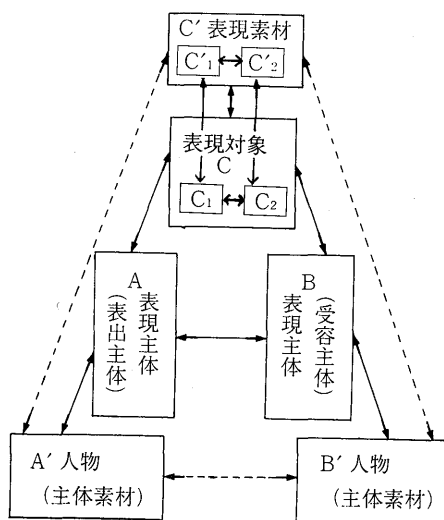 C′ 表現素材
C′₁ C′₂
表現対象
C
C₁ C₂
A
表現主体
(表出主体)
B
(受容主体)
表現主体
A′ 人物
(主体素材)
B′ 人物
(主体素材)